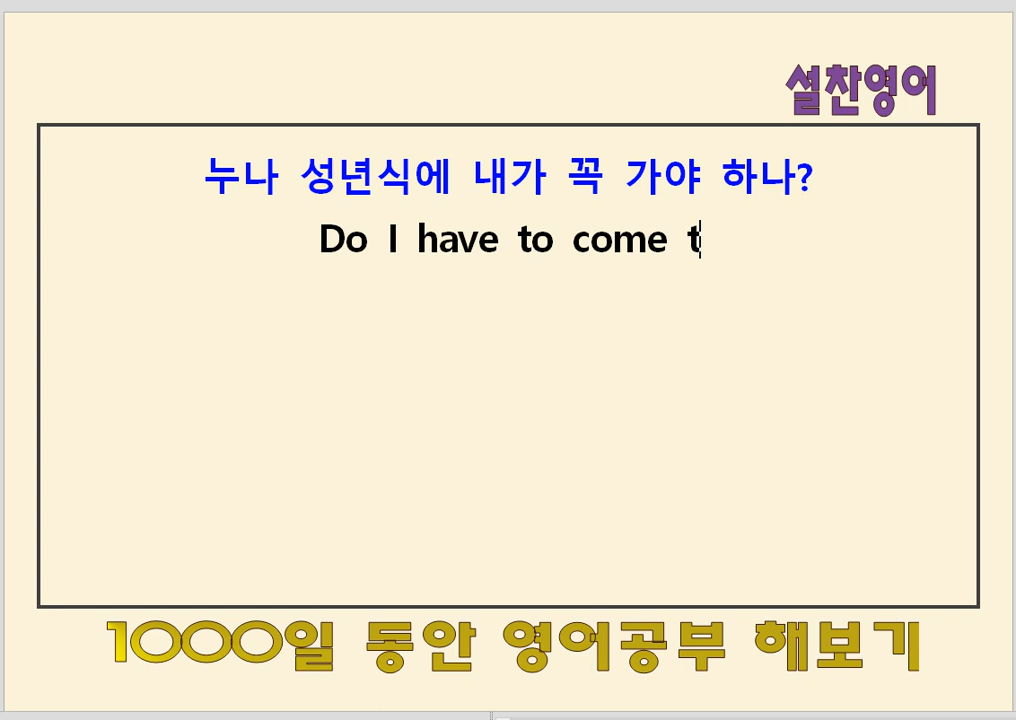 설찬영어
누나 성년식에 내가 꼭 가야 하나?
Do I have to come t
1000일 동안 영어공부 해보기